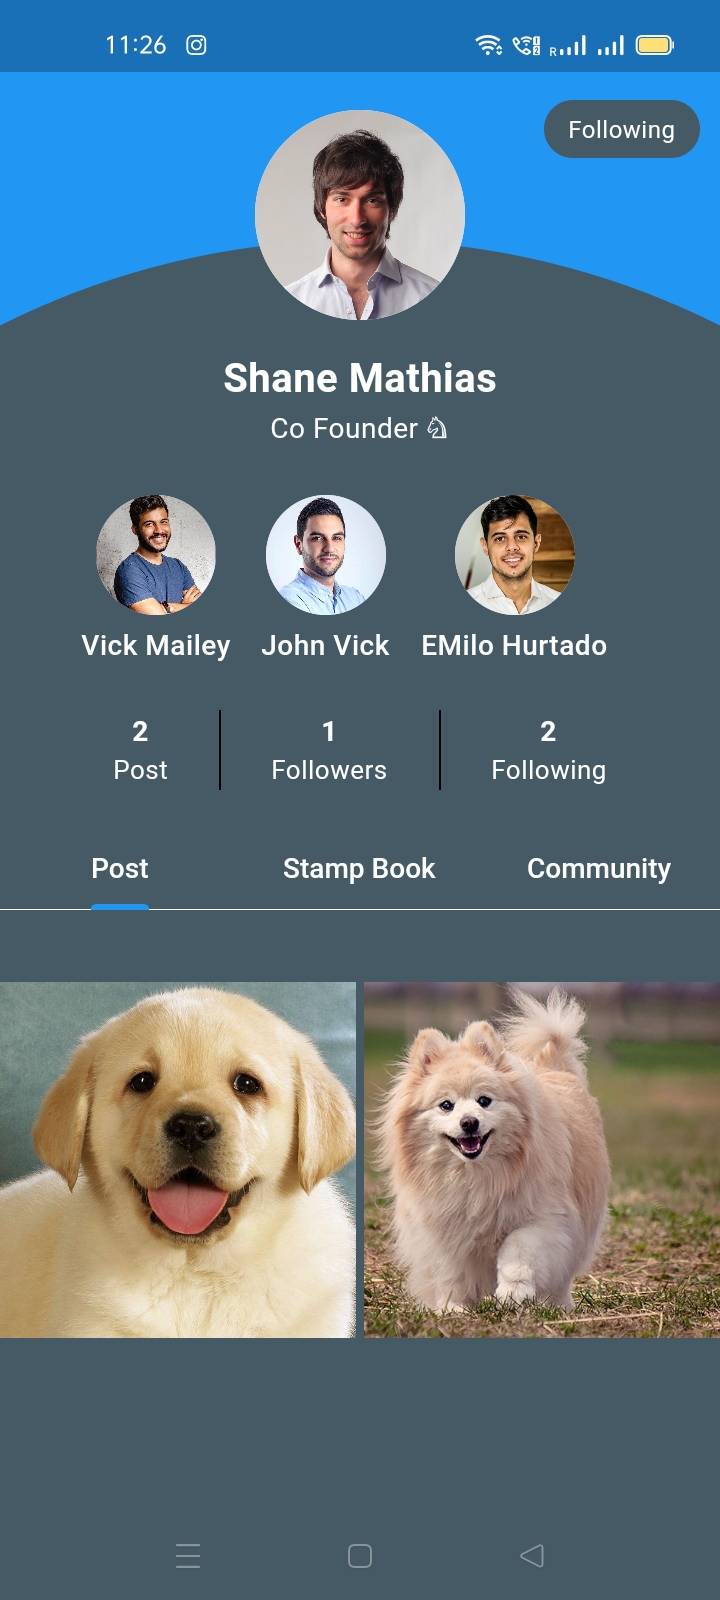 11:26
R
Following
Shane Mathias
Co Founder ♘
Vick Mailey John Vick EMilo Hurtado
2 1 2
Post Followers Following
Post Stamp Book Community